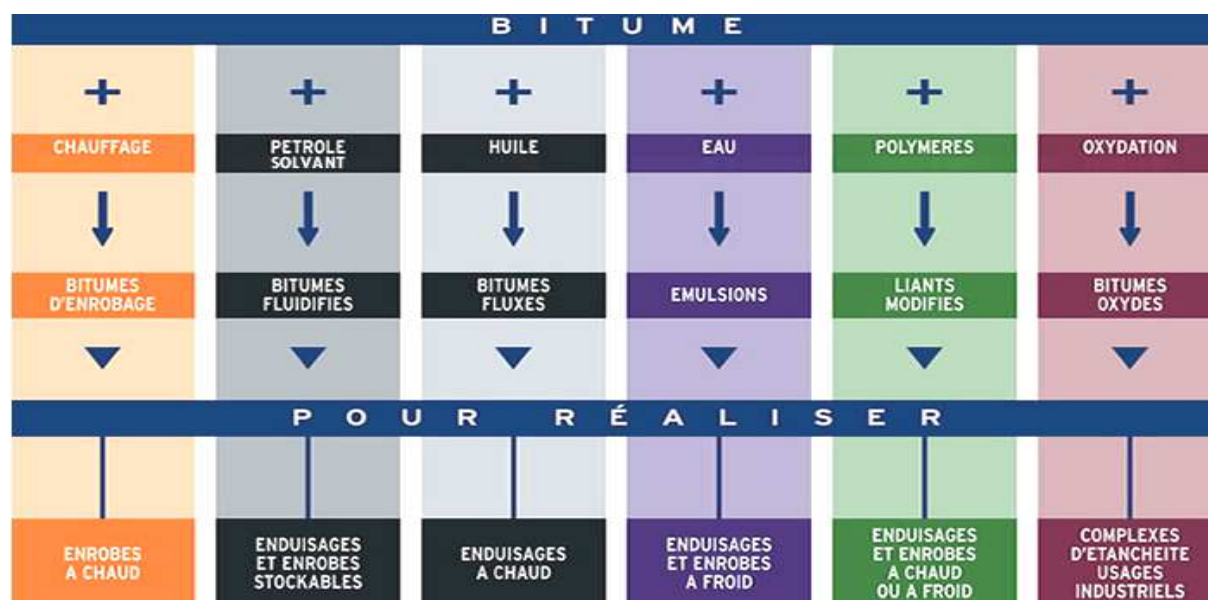 BITUME
+ + + + + +
CHAUFFAGE
PETROLE
SOLVANT
HUILE
EAU
POLYMERES
OXYDATION
BITUMES
D'ENROBAGE
BITUMES
FLUIDIFIES
BITUMES
FLUXES
EMULSIONS
LIANTS
MODIFIES
BITUMES
OXYDES
POUR RÉALISER
ENROBES
A CHAUD
ENDUISAGES
ET ENROBES
STOCKABLES
ENDUISAGES
A CHAUD
ENDUISAGES
ET ENROBES
A FROID
ENDUISAGES
ET ENROBES
A CHAUD
OU A FROID
COMPLEXES
D'ETANCHEITE
USAGES
INDUSTRIELS